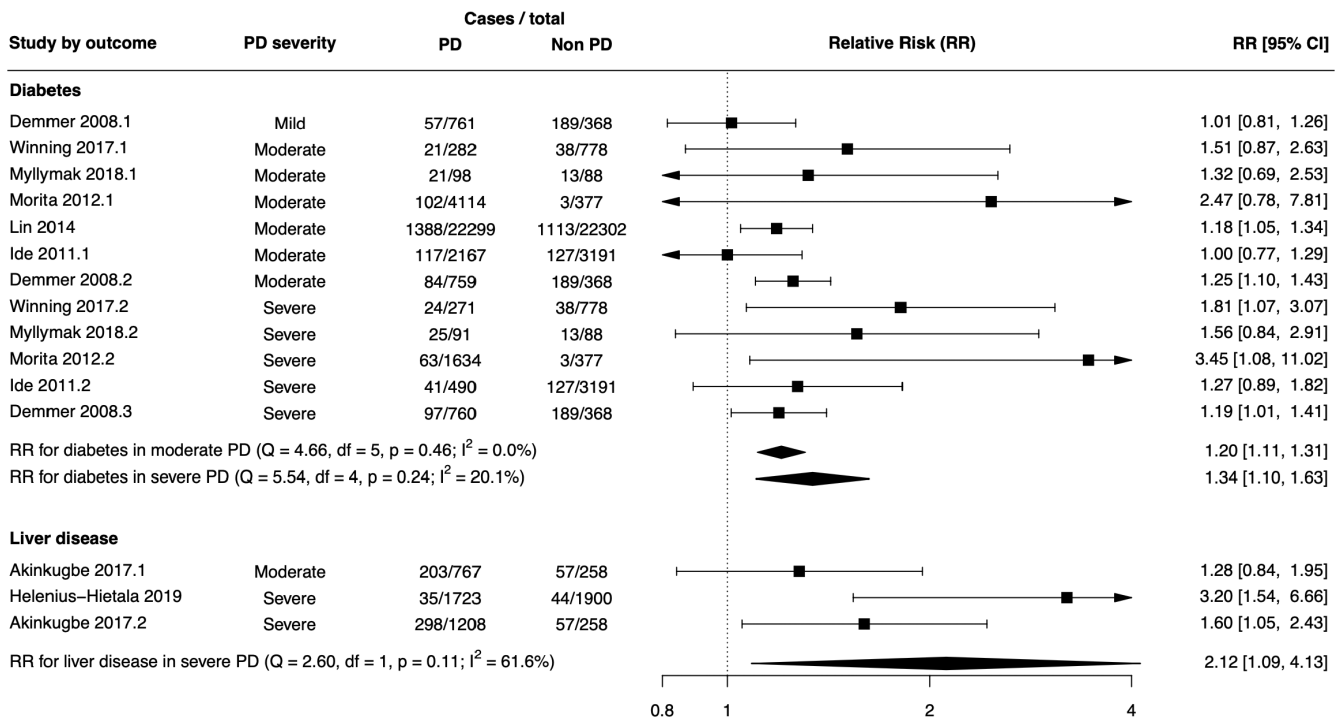 Cases / total
Study by outcome PD severity PD Non PD Relative Risk (RR) RR [95% CI]
Diabetes
Demmer 2008.1 Mild 57/761 189/368 1.01 [0.81, 1.26]
Winning 2017.1 Moderate 21/282 38/778 1.51 [0.87, 2.63]
Myllymak 2018.1 Moderate 21/98 13/88 1.32 [0.69, 2.53]
Morita 2012.1 Moderate 102/4114 3/377 2.47 [0.78, 7.81]
Lin 2014 Moderate 1388/22299 1113/22302 1.18 [1.05, 1.34]
Ide 2011.1 Moderate 117/2167 127/3191 1.00 [0.77, 1.29]
Demmer 2008.2 Moderate 84/759 189/368 1.25 [1.10, 1.43]
Winning 2017.2 Severe 24/271 38/778 1.81 [1.07, 3.07]
Myllymak 2018.2 Severe 25/91 13/88 1.56 [0.84, 2.91]
Morita 2012.2 Severe 63/1634 3/377 3.45 [1.08, 11.02]
Ide 2011.2 Severe 41/490 127/3191 1.27 [0.89, 1.82]
Demmer 2008.3 Severe 97/760 189/368 1.19 [1.01, 1.41]
RR for diabetes in moderate PD (Q = 4.66, df = 5, p = 0.46; I² = 0.0%) 1.20 [1.11, 1.31]
RR for diabetes in severe PD (Q = 5.54, df = 4, p = 0.24; I² = 20.1%) 1.34 [1.10, 1.63]
Liver disease
Akinkugbe 2017.1 Moderate 203/767 57/258 1.28 [0.84, 1.95]
Helenius−Hietala 2019 Severe 35/1723 44/1900 3.20 [1.54, 6.66]
Akinkugbe 2017.2 Severe 298/1208 57/258 1.60 [1.05, 2.43]
RR for liver disease in severe PD (Q = 2.60, df = 1, p = 0.11; I² = 61.6%) 2.12 [1.09, 4.13]
0.8 1 2 4